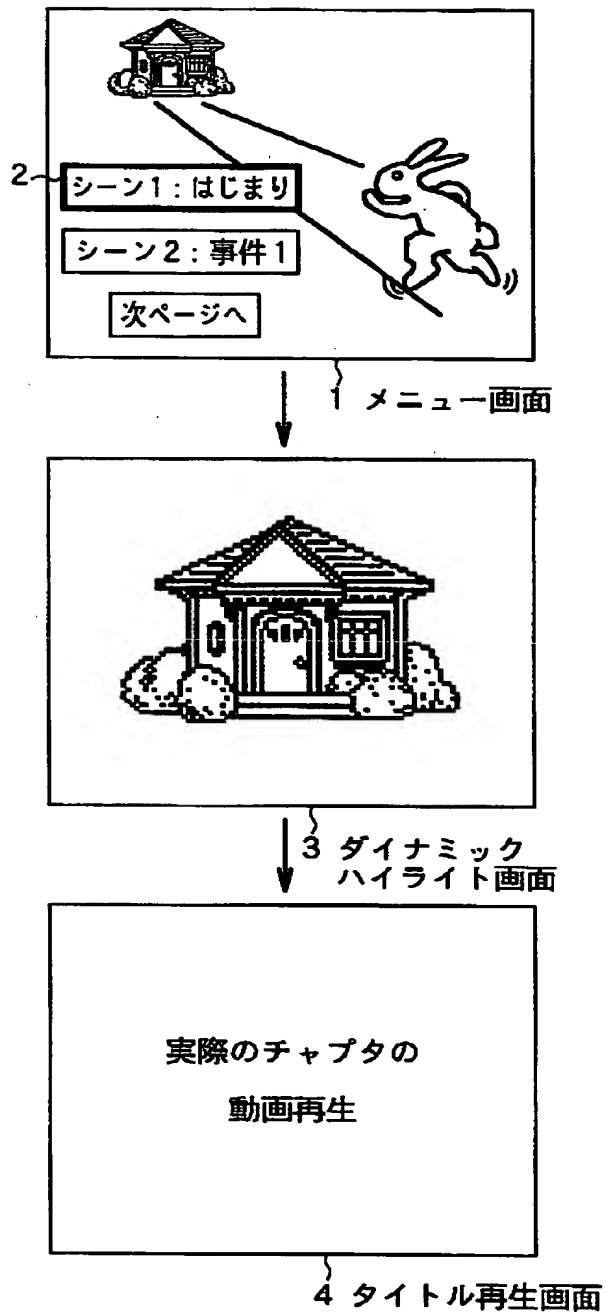 2
シーン1:はじまり
シーン2:事件1
次ページへ
1 メニュー画面
3 ダイナミック
ハイライト画面
実際のチャプタの
動画再生
4 タイトル再生画面